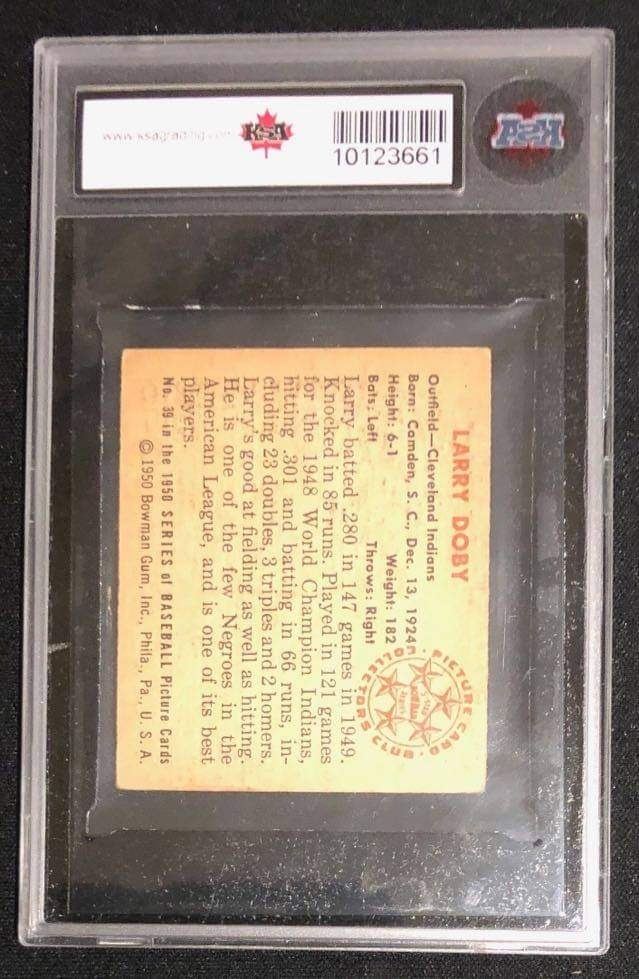 www.ksagrading.com
KSA
10123661
KSA
LARRY DOBY
Outfield—Cleveland Indians
Born: Camden, S. C., Dec. 13, 1924
Height: 6-1 Weight: 182
Bats: Left Throws: Right
PICTURE CARD COLLECTORS CLUB
Larry batted .280 in 147 games in 1949.
Knocked in 85 runs. Played in 121 games
for the 1948 World Champion Indians,
hitting .301 and batting in 66 runs, in-
cluding 23 doubles, 3 triples and 2 homers.
Larry's good at fielding as well as hitting.
He is one of the few Negroes in the
American League, and is one of its best
players.
No. 39 in the 1950 SERIES of BASEBALL Picture Cards
© 1950 Bowman Gum, Inc., Phila., Pa., U. S. A.